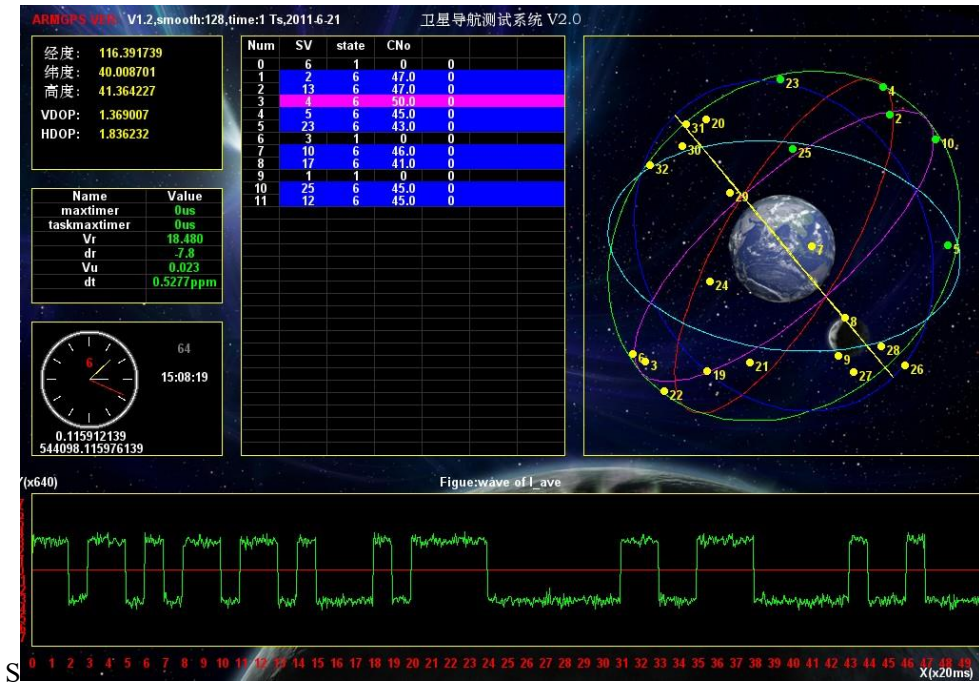 ARMGPS V1.2,smooth:128,time:1 Ts,2011-6-21 卫星导航测试系统 V2.0
经度: 116.391739
纬度: 40.008701
高度: 41.364227
VDOP: 1.369007
HDOP: 1.836232
Name Value
maxtimer 0us
taskmaxtimer 0us
Vr 18.480
dr -7.8
Vu 0.023
dt 0.5277ppm
6
64
15:08:19
0.115912139
544098.115976139
Num SV state CNo
0 6 1 0 0
1 2 6 47.0 0
2 13 6 47.0 0
3 4 6 50.0 0
4 5 6 45.0 0
5 23 6 43.0 0
6 3 1 0 0
7 10 6 46.0 0
8 17 6 41.0 0
9 1 1 0 0
10 25 6 45.0 0
11 12 6 45.0 0
23
4
2
31 20
10
30
25
32
29
5
7
24
8
28
6
3
9
21
19
27
26
22
Y(x640)
Figue:wave of I_ave
S
0 1 2 3 4 5 6 7 8 9 10 11 12 13 14 15 16 17 18 19 20 21 22 23 24 25 26 27 28 29 30 31 32 33 34 35 36 37 38 39 40 41 42 43 44 45 46 47 48 49
X(x20ms)